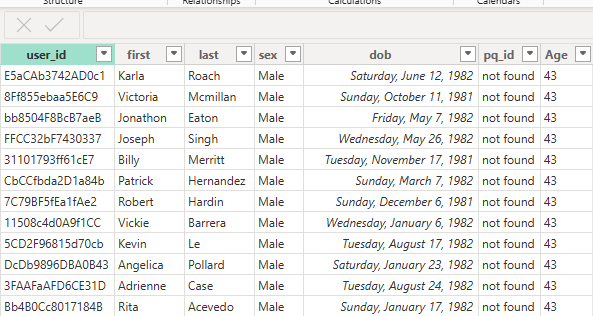 Structure Relationships Calculations Calendars
user_id first last sex dob pq_id Age
E5aCAb3742AD0c1 Karla Roach Male Saturday, June 12, 1982 not found 43
8Ff855ebaa5E6C9 Victoria Mcmillan Male Sunday, October 11, 1981 not found 43
bb8504F8BcB7aeB Jonathon Eaton Male Friday, May 7, 1982 not found 43
FFCC32bF7430337 Joseph Singh Male Wednesday, May 26, 1982 not found 43
31101793ff61cE7 Billy Merritt Male Tuesday, November 17, 1981 not found 43
CbCCfbda2D1a84b Patrick Hernandez Male Sunday, March 7, 1982 not found 43
7C79BF5fEa1fAe2 Robert Hardin Male Sunday, December 6, 1981 not found 43
11508c4d0A9f1CC Vickie Barrera Male Wednesday, January 6, 1982 not found 43
5CD2F96815d70cb Kevin Le Male Tuesday, August 17, 1982 not found 43
DcDb9896DBA0B43 Angelica Pollard Male Saturday, January 23, 1982 not found 43
3FAAFaAFD6CE31D Adrienne Case Male Tuesday, August 24, 1982 not found 43
Bb4B0Cc8017184B Rita Acevedo Male Sunday, January 17, 1982 not found 43